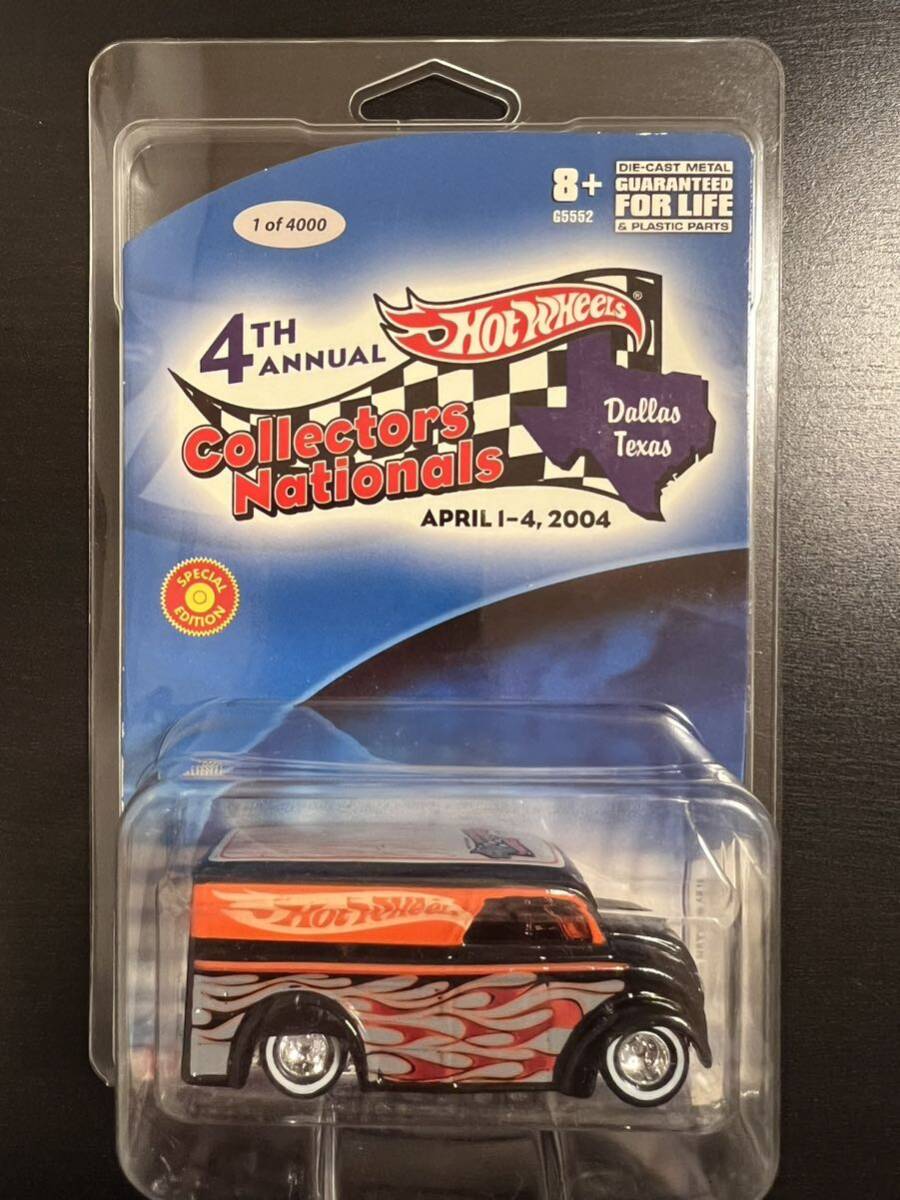 8+
G5552
DIE-CAST METAL
GUARANTEED
FOR LIFE
& PLASTIC PARTS
1 of 4000
4TH
ANNUAL
HOT WHEELS®
Collectors
Nationals
Dallas
Texas
APRIL 1-4, 2004
SPECIAL
EDITION
HOT WHEELS